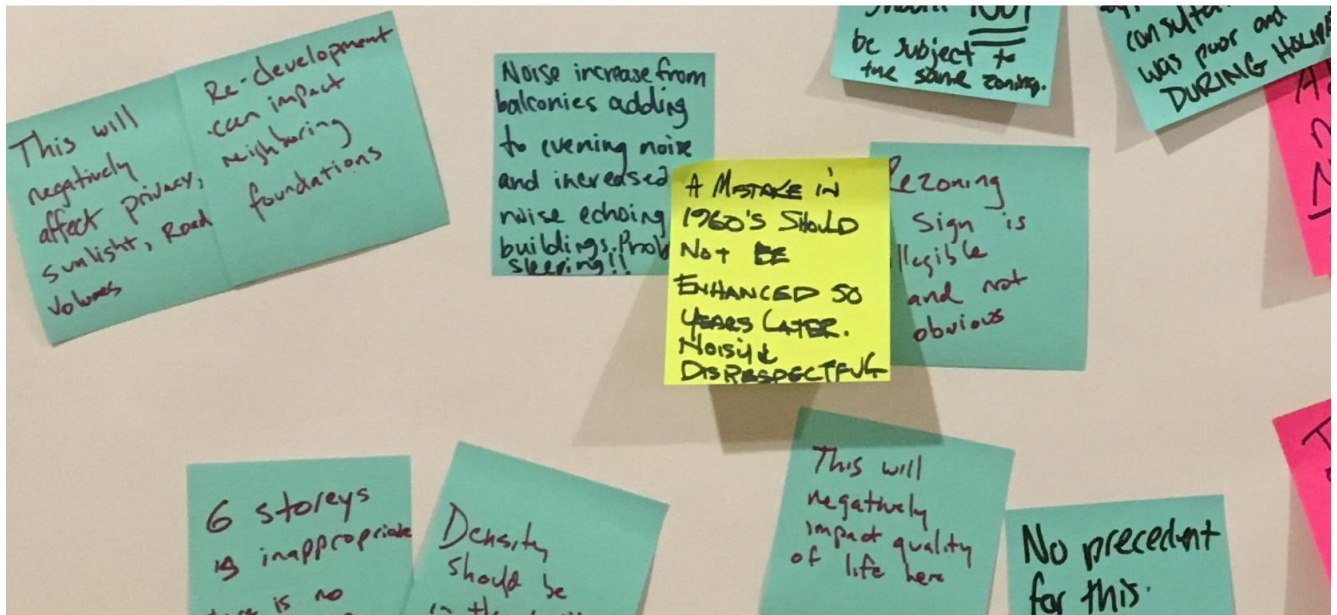 This will
negatively
affect privacy,
sunlight, Road
volumes
Re-development
can impact
neighboring
foundations
Noise increase from
balconies adding
to evening noise
and increased
noise echoing
buildings. Prob
sleeping!!
be subject to
the same zoning.
was poor and
DURING
A MISTAKE IN
1960'S SHOULD
NOT BE
ENHANCED 50
YEARS LATER.
NOISY &
DISRESPECTFUL
Rezoning
Sign is
illegible
and not
obvious
6 storeys
is inappropriate
is no
Density
should be
This will
negatively
impact quality
of life here
No precedent
for this.